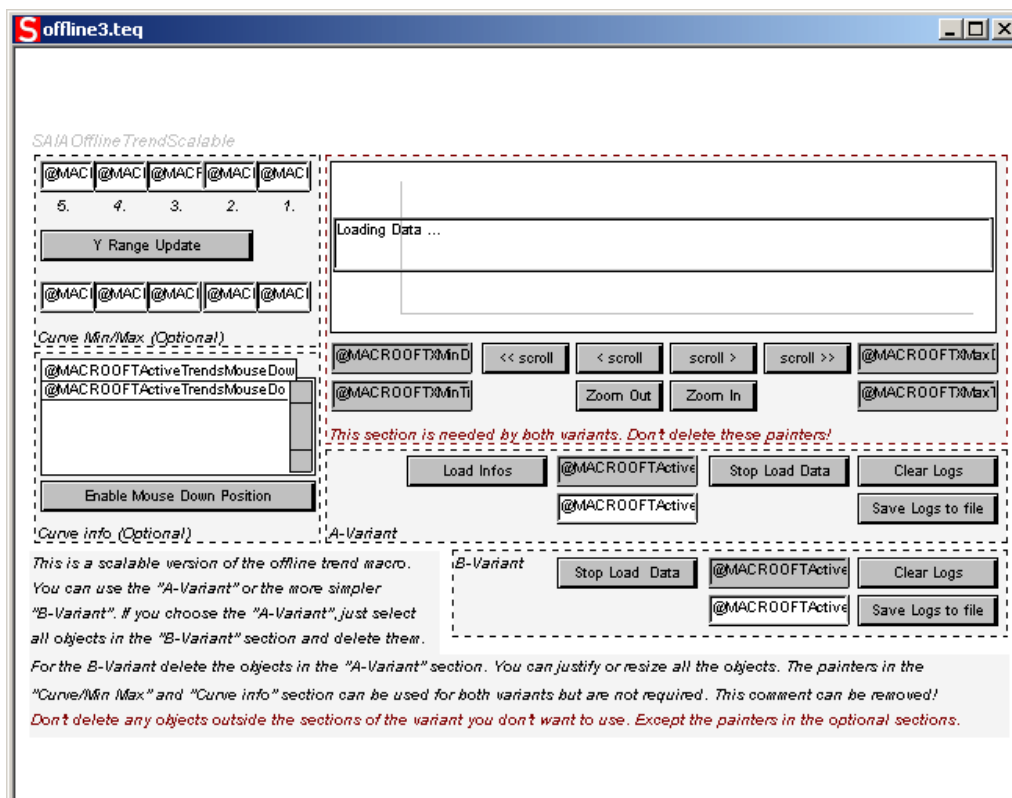 S offline3.teq
SAIAOfflineTrendScalable
@MACI @MACI @MACF @MACI @MACI
5. 4. 3. 2. 1.
Y Range Update
@MACI @MACI @MACI @MACI @MACI
Curve Min/Max (Optional)
Loading Data ...
@MACROOFTXMinD << scroll < scroll scroll > scroll >> @MACROOFTXMaxD
@MACROOFTXMinTi Zoom Out Zoom In @MACROOFTXMaxT
This section is needed by both variants. Don't delete these painters!
@MACROOFTActiveTrendsMouseDow
@MACROOFTActiveTrendsMouseDo
Enable Mouse Down Position
Curve info (Optional)
Load Infos @MACROOFTActive Stop Load Data Clear Logs
@MACROOFTActive Save Logs to file
A-Variant
B-Variant Stop Load Data @MACROOFTActive Clear Logs
@MACROOFTActive Save Logs to file
This is a scalable version of the offline trend macro.
You can use the "A-Variant" or the more simpler
"B-Variant". If you choose the "A-Variant", just select
all objects in the "B-Variant" section and delete them.
For the B-Variant delete the objects in the "A-Variant" section. You can justify or resize all the objects. The painters in the
"Curve/Min Max" and "Curve info" section can be used for both variants but are not required. This comment can be removed!
Don't delete any objects outside the sections of the variant you don't want to use. Except the painters in the optional sections.